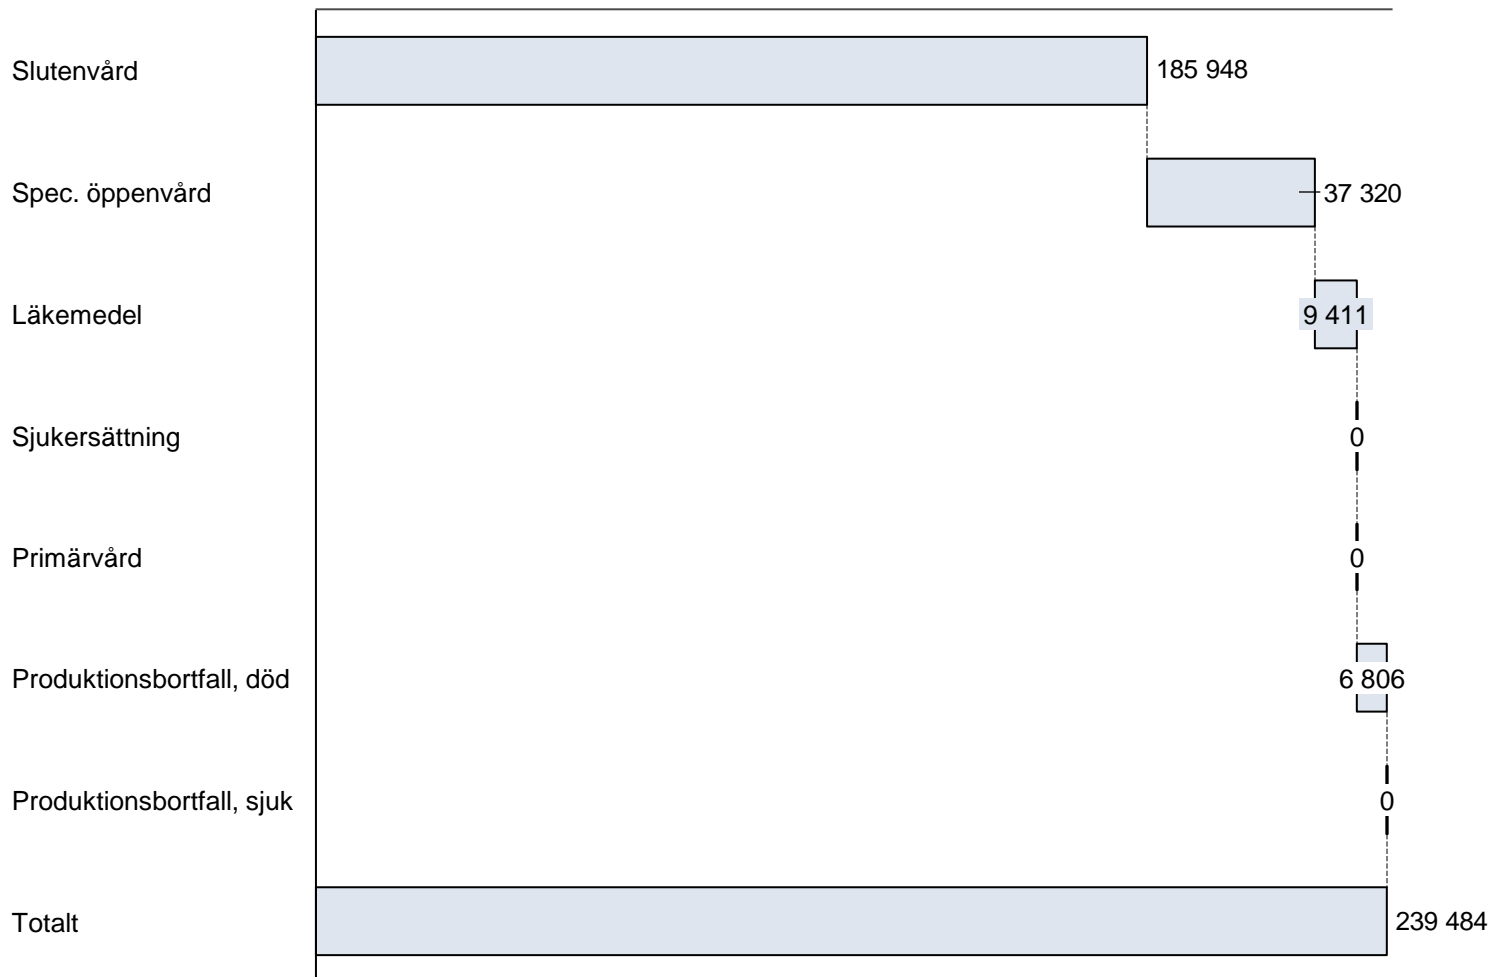 Slutenvård 185 948
Spec. öppenvård 37 320
Läkemedel 9 411
Sjukersättning 0
Primärvård 0
Produktionsbortfall, död 6 806
Produktionsbortfall, sjuk 0
Totalt 239 484